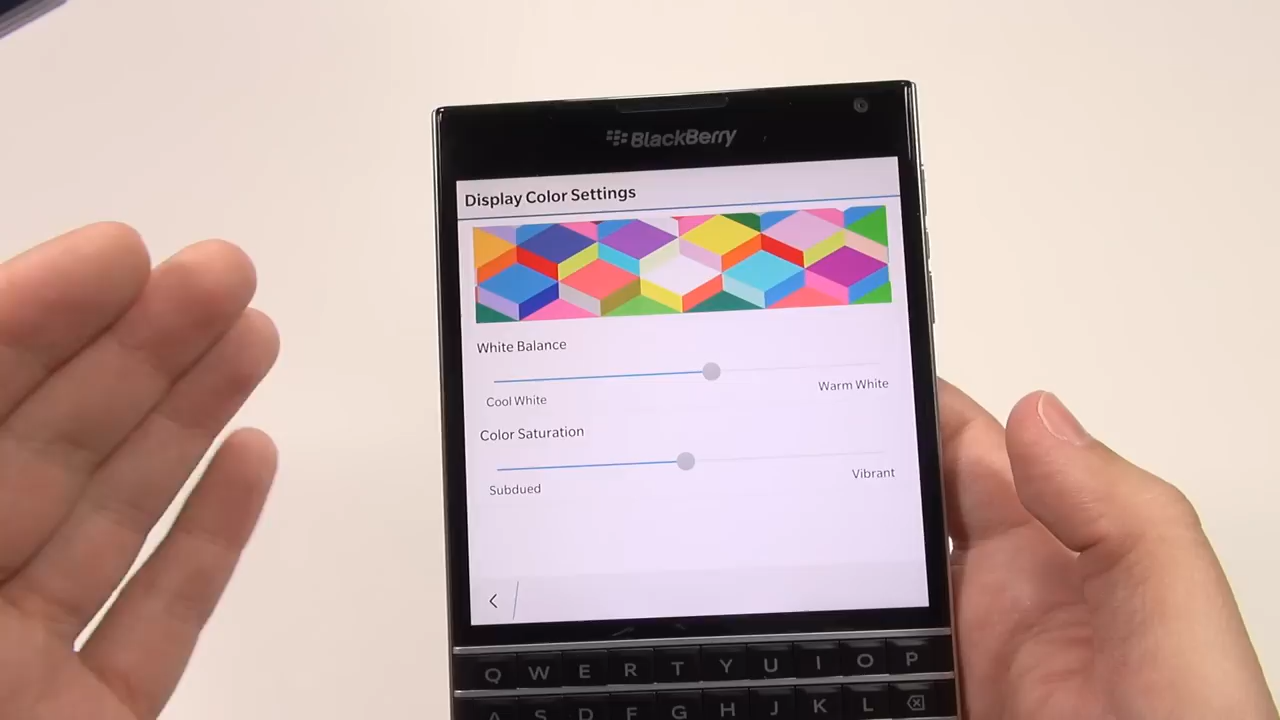 BlackBerry
Display Color Settings
White Balance
Cool White Warm White
Color Saturation
Subdued Vibrant
Q W E R T Y U I O P
A S D F G H J K L